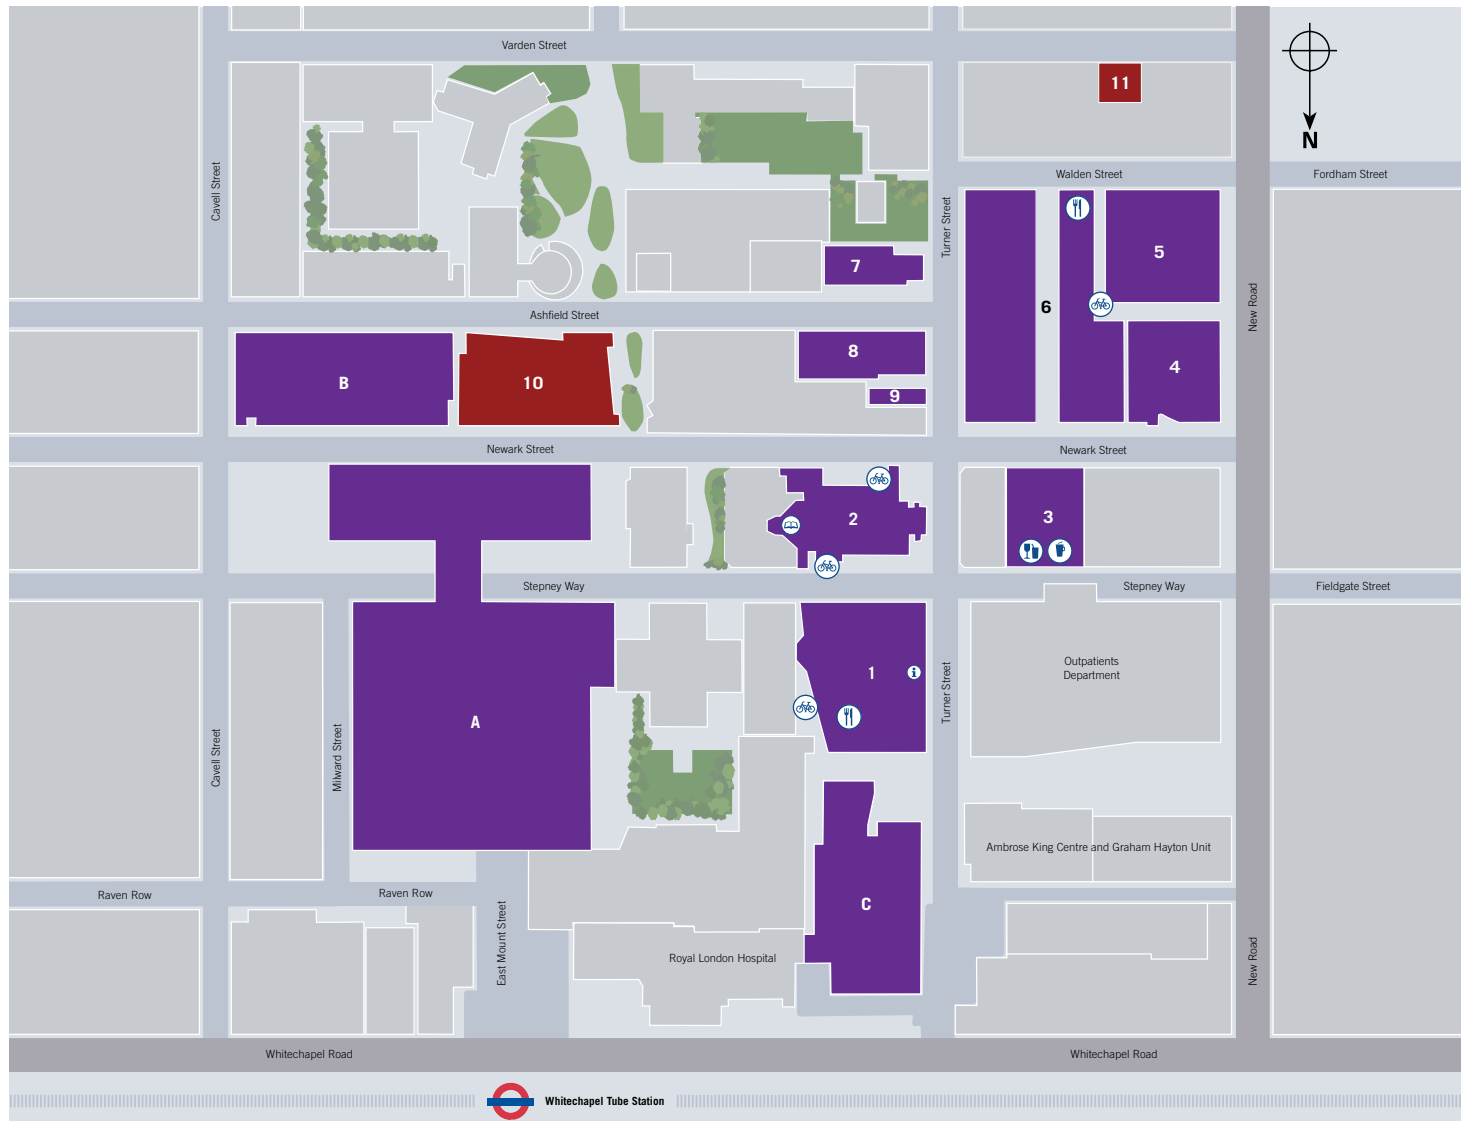 Varden Street
11
N
Cavell Street
Walden Street
Fordham Street
Turner Street
5
7
6
New Road
Ashfield Street
B
10
8
9
4
Newark Street
Newark Street
2
3
Stepney Way
Stepney Way
Fieldgate Street
1
i
Outpatients
Department
Turner Street
A
Cavell Street
Milward Street
Ambrose King Centre and Graham Hayton Unit
Raven Row
Raven Row
C
East Mount Street
Royal London Hospital
New Road
Whitechapel Road
Whitechapel Road
Whitechapel Tube Station